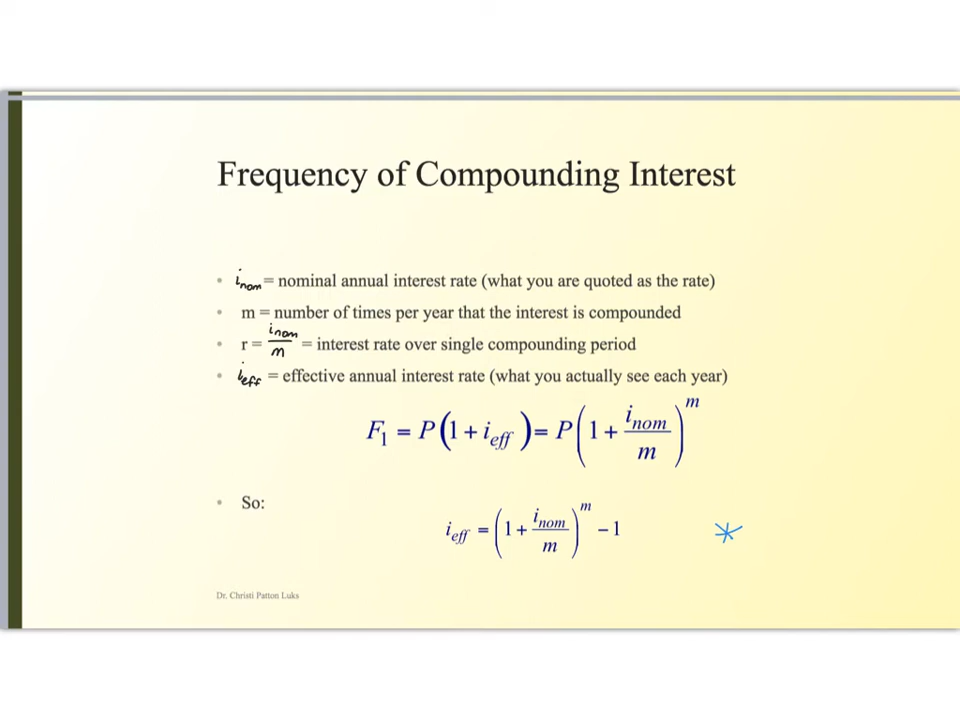 Frequency of Compounding Interest
• i_nom = nominal annual interest rate (what you are quoted as the rate)
• m = number of times per year that the interest is compounded
• r = i_nom/m = interest rate over single compounding period
• i_eff = effective annual interest rate (what you actually see each year)
F_1 = P(1 + i_eff) = P(1 + i_nom/m)^m
• So:
i_eff = (1 + i_nom/m)^m − 1 *
Dr. Christi Patton Luks